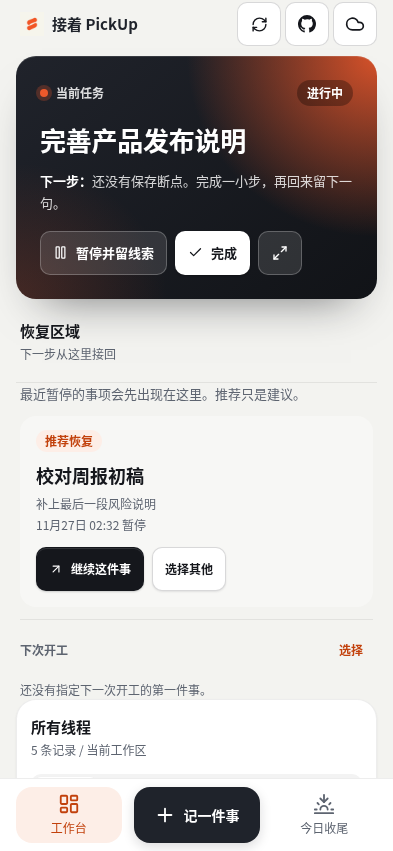 接着 PickUp
当前任务
进行中
完善产品发布说明
下一步：还没有保存断点。完成一小步，再回来留下一
句。
暂停并留线索
完成
恢复区域
下一步从这里接回
最近暂停的事项会先出现在这里。推荐只是建议。
推荐恢复
校对周报初稿
补上最后一段风险说明
11月27日 02:32 暂停
继续这件事
选择其他
下次开工
选择
还没有指定下一次开工的第一件事。
所有线程
5 条记录 / 当前工作区
工作台
记一件事
今日收尾